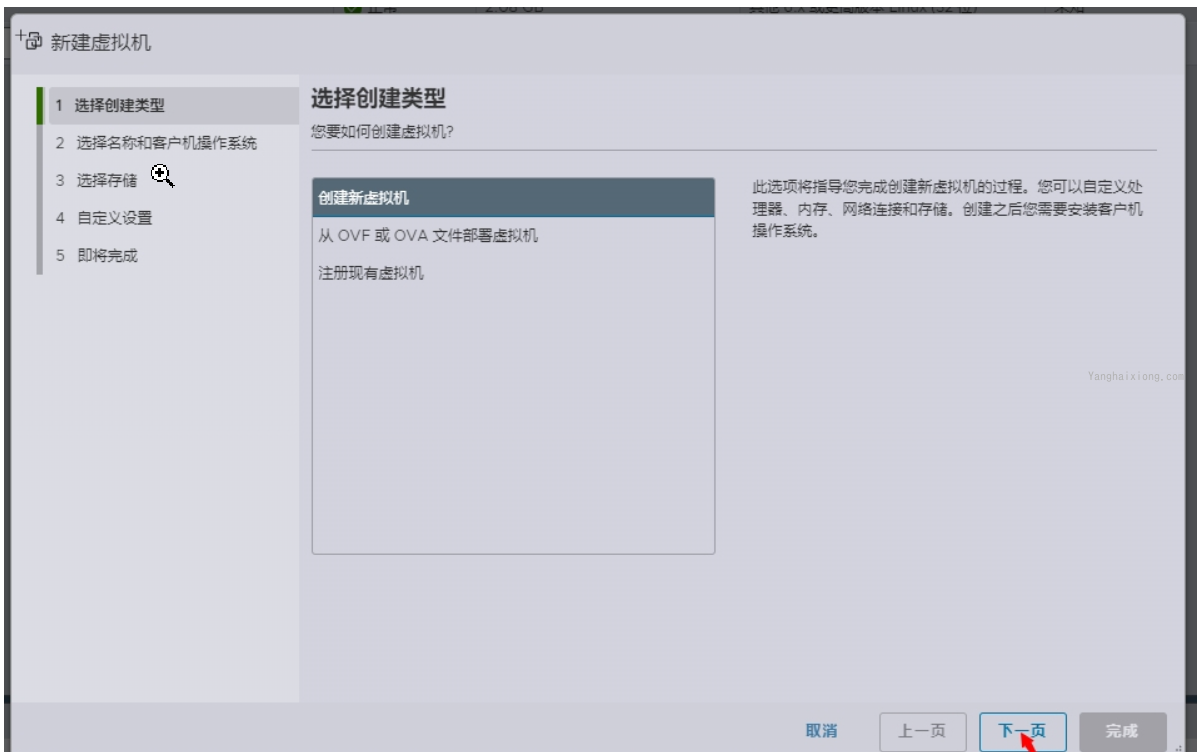 正常
2.08 GB
新建虚拟机
1 选择创建类型
2 选择名称和客户机操作系统
3 选择存储
4 自定义设置
5 即将完成
选择创建类型
您要如何创建虚拟机?
创建新虚拟机
从 OVF 或 OVA 文件部署虚拟机
注册现有虚拟机
此选项将指导您完成创建新虚拟机的过程。您可以自定义处
理器、内存、网络连接和存储。创建之后您需要安装客户机
操作系统。
Yanghaixiong.com
取消
上一页
下一页
完成